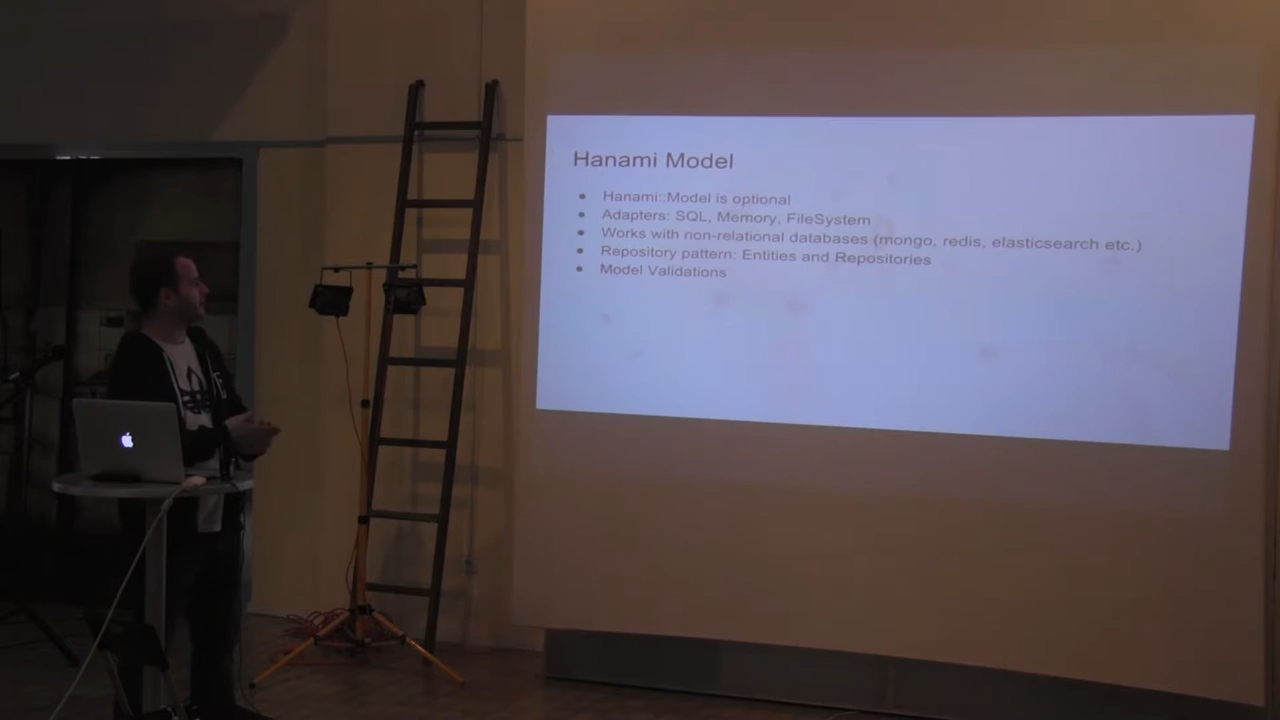 Hanami Model
● Hanami::Model is optional
● Adapters: SQL, Memory, FileSystem
● Works with non-relational databases (mongo, redis, elasticsearch etc.)
● Repository pattern: Entities and Repositories
● Model Validations